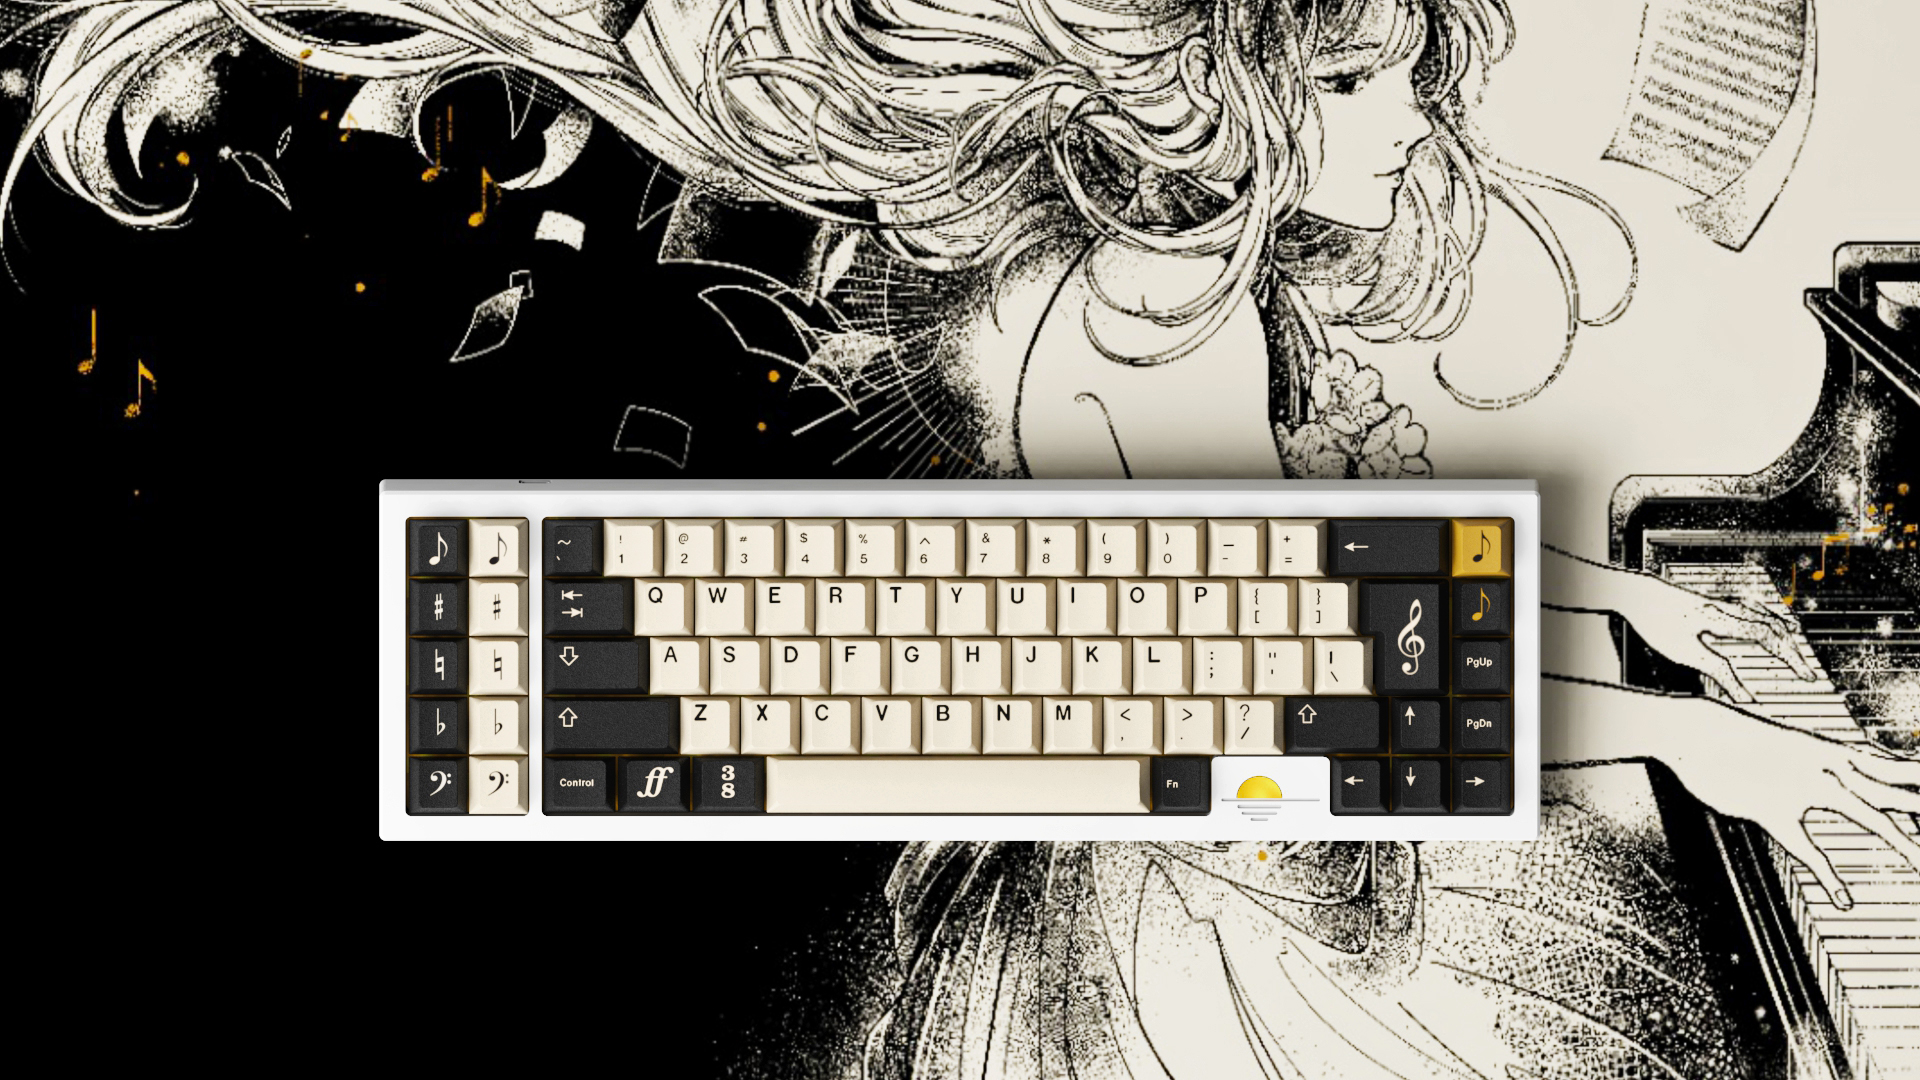 ♪ ♪ ~ ! @ # $ % ^ & * ( ) — + ← ♪
` 1 2 3 4 5 6 7 8 9 0 - =
♯ ♯ Q W E R T Y U I O P { } ♪
[ ]
♮ ♮ A S D F G H J K L : " | 𝄞 PgUp
; ' \
♭ ♭ Z X C V B N M < > ? ↑ PgDn
, . /
𝄢 𝄢 Control ff 3 Fn ← ↓ →
8